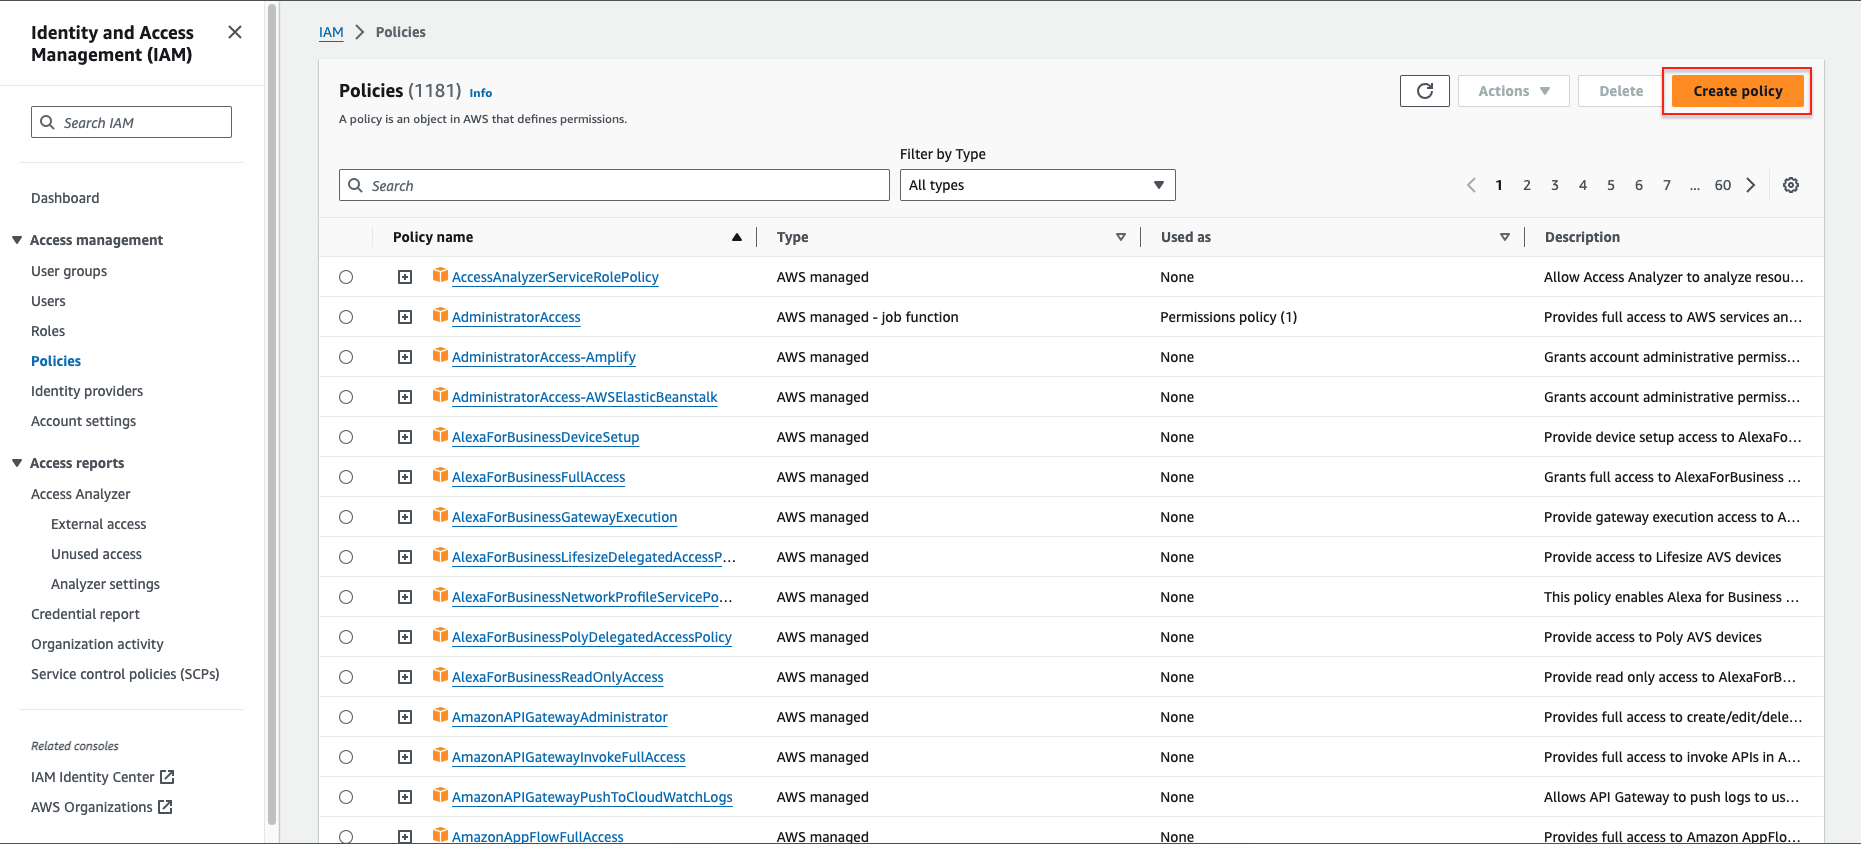 Identity and Access
Management (IAM)
Search IAM
Dashboard
Access management
User groups
Users
Roles
Policies
Identity providers
Account settings
Access reports
Access Analyzer
External access
Unused access
Analyzer settings
Credential report
Organization activity
Service control policies (SCPs)
Related consoles
IAM Identity Center
AWS Organizations
IAM > Policies
Policies (1181) Info
A policy is an object in AWS that defines permissions.
Actions Delete Create policy
Filter by Type
Search All types 1 2 3 4 5 6 7 ... 60
Policy name Type Used as Description
AccessAnalyzerServiceRolePolicy AWS managed None Allow Access Analyzer to analyze resou...
AdministratorAccess AWS managed - job function Permissions policy (1) Provides full access to AWS services an...
AdministratorAccess-Amplify AWS managed None Grants account administrative permiss...
AdministratorAccess-AWSElasticBeanstalk AWS managed None Grants account administrative permiss...
AlexaForBusinessDeviceSetup AWS managed None Provide device setup access to AlexaFo...
AlexaForBusinessFullAccess AWS managed None Grants full access to AlexaForBusiness ...
AlexaForBusinessGatewayExecution AWS managed None Provide gateway execution access to A...
AlexaForBusinessLifesizeDelegatedAccessP... AWS managed None Provide access to Lifesize AVS devices
AlexaForBusinessNetworkProfileServicePo... AWS managed None This policy enables Alexa for Business ...
AlexaForBusinessPolyDelegatedAccessPolicy AWS managed None Provide access to Poly AVS devices
AlexaForBusinessReadOnlyAccess AWS managed None Provide read only access to AlexaForB...
AmazonAPIGatewayAdministrator AWS managed None Provides full access to create/edit/dele...
AmazonAPIGatewayInvokeFullAccess AWS managed None Provides full access to invoke APIs in A...
AmazonAPIGatewayPushToCloudWatchLogs AWS managed None Allows API Gateway to push logs to us...
AmazonAppFlowFullAccess AWS managed None Provides full access to Amazon AppFlo...